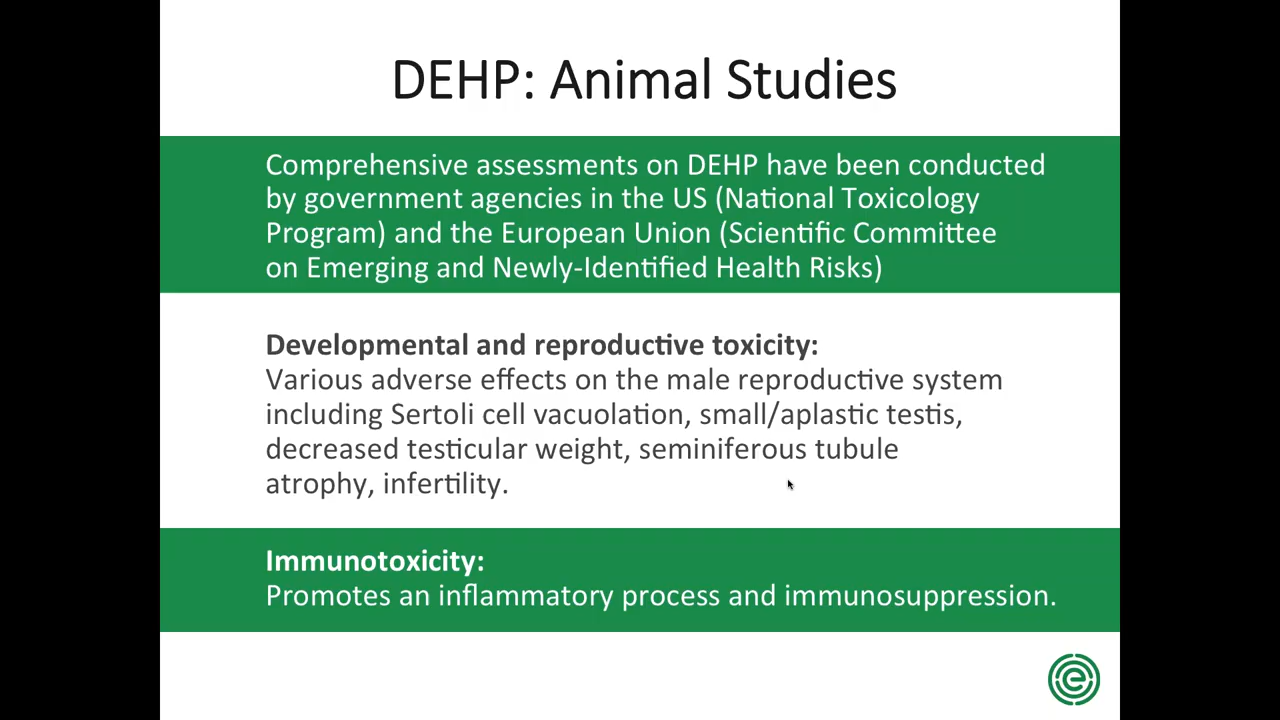 DEHP: Animal Studies
Comprehensive assessments on DEHP have been conducted
by government agencies in the US (National Toxicology
Program) and the European Union (Scientific Committee
on Emerging and Newly-Identified Health Risks)
Developmental and reproductive toxicity:
Various adverse effects on the male reproductive system
including Sertoli cell vacuolation, small/aplastic testis,
decreased testicular weight, seminiferous tubule
atrophy, infertility.
Immunotoxicity:
Promotes an inflammatory process and immunosuppression.
e